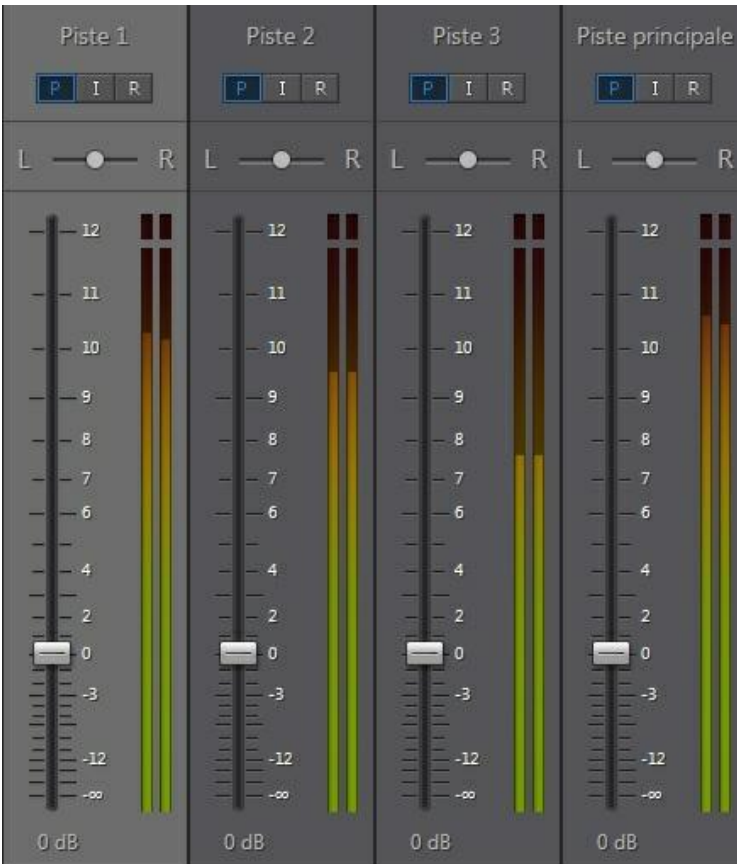 Piste 1 Piste 2 Piste 3 Piste principale
P I R P I R P I R P I R
L R L R L R L R
12 12 12 12
11 11 11 11
10 10 10 10
9 9 9 9
8 8 8 8
7 7 7 7
6 6 6 6
4 4 4 4
2 2 2 2
0 0 0 0
-3 -3 -3 -3
-12 -12 -12 -12
-∞ -∞ -∞ -∞
0 dB 0 dB 0 dB 0 dB